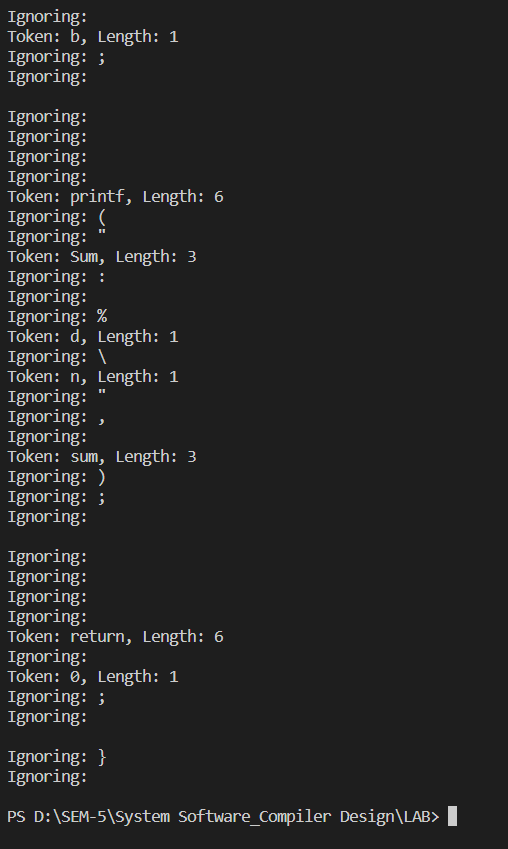 Ignoring:
Token: b, Length: 1
Ignoring: ;
Ignoring:
Ignoring:
Ignoring:
Ignoring:
Ignoring:
Token: printf, Length: 6
Ignoring: (
Ignoring: "
Token: Sum, Length: 3
Ignoring: :
Ignoring:
Ignoring: %
Token: d, Length: 1
Ignoring: \
Token: n, Length: 1
Ignoring: "
Ignoring: ,
Ignoring:
Token: sum, Length: 3
Ignoring: )
Ignoring: ;
Ignoring:
Ignoring:
Ignoring:
Ignoring:
Ignoring:
Token: return, Length: 6
Ignoring:
Token: 0, Length: 1
Ignoring: ;
Ignoring:
Ignoring: }
Ignoring:
PS D:\SEM-5\System Software_Compiler Design\LAB>